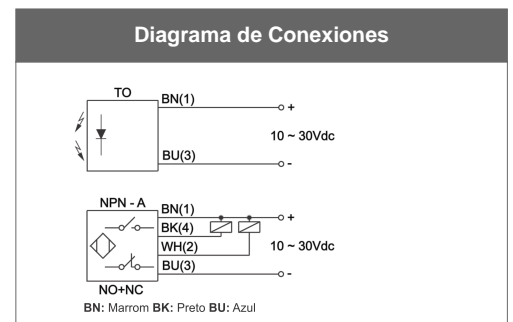 Diagrama de Conexiones
TO
BN(1)
+
10 ~ 30Vdc
BU(3)
-
NPN - A
BN(1)
+
BK(4)
WH(2)
10 ~ 30Vdc
BU(3)
-
NO+NC
BN: Marrom BK: Preto BU: Azul